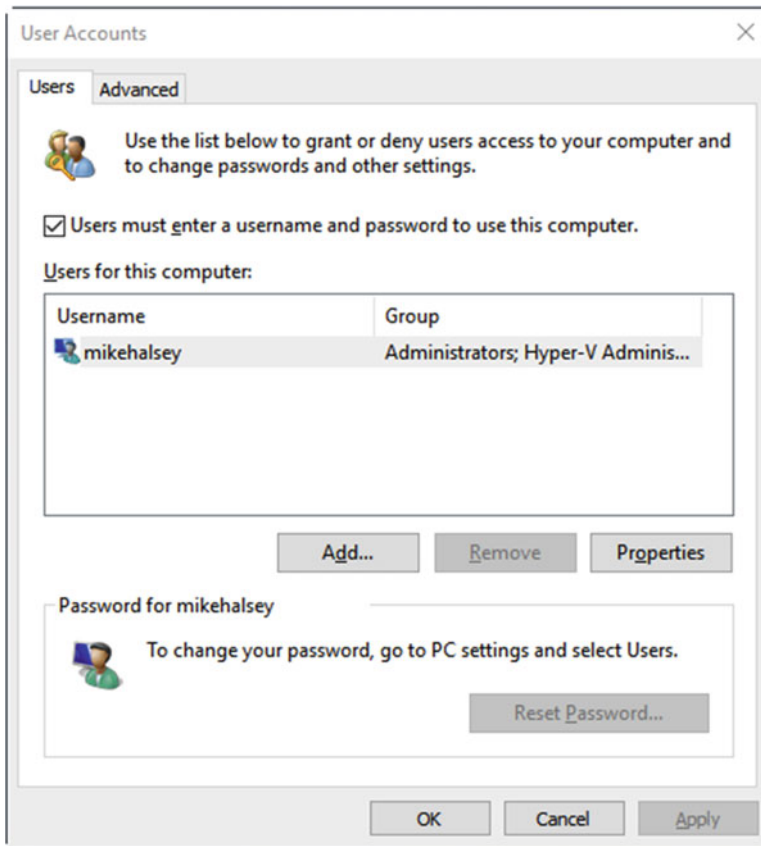 User Accounts
Users
Advanced
Use the list below to grant or deny users access to your computer and
to change passwords and other settings.
Users must enter a username and password to use this computer.
Users for this computer:
Username Group
mikehalsey Administrators; Hyper-V Adminis...
Add... Remove Properties
Password for mikehalsey
To change your password, go to PC settings and select Users.
Reset Password...
OK Cancel Apply